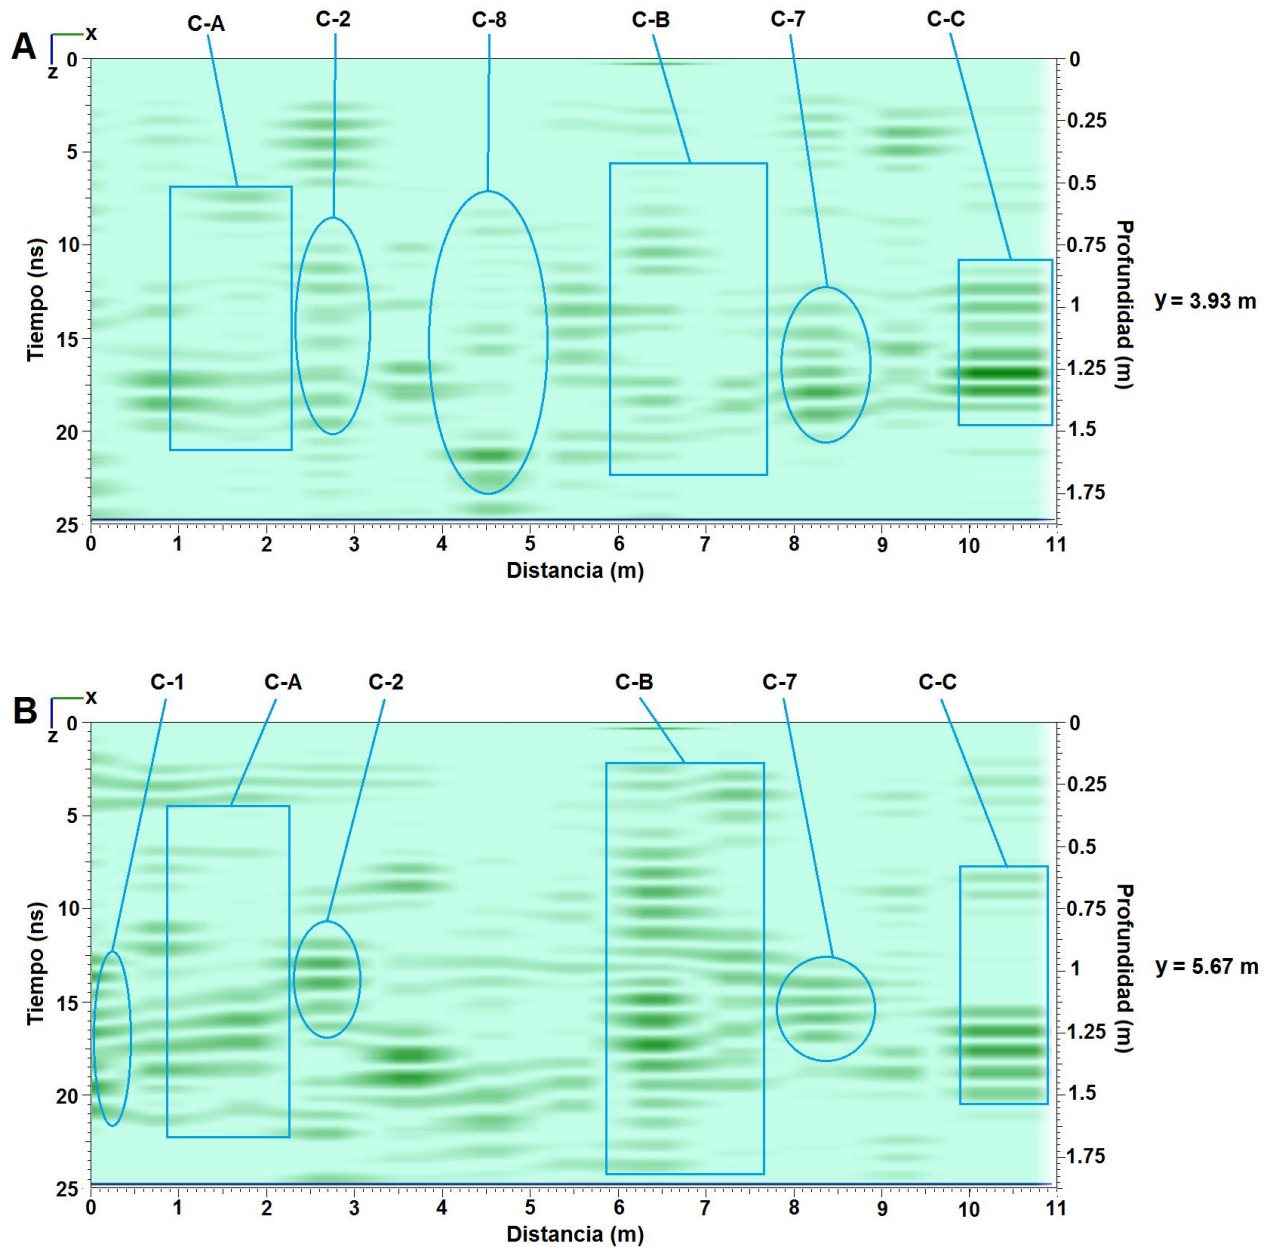 C-A C-2 C-8 C-B C-7 C-C
A x
z
0 0
5 0.25
0.5
10 0.75
15 1
1.25
20 1.5
1.75
25
Tiempo (ns)
Profundidad (m)
y = 3.93 m
0 1 2 3 4 5 6 7 8 9 10 11
Distancia (m)
C-1 C-A C-2 C-B C-7 C-C
B x
z
0 0
5 0.25
0.5
10 0.75
15 1
1.25
20 1.5
1.75
25
Tiempo (ns)
Profundidad (m)
y = 5.67 m
0 1 2 3 4 5 6 7 8 9 10 11
Distancia (m)